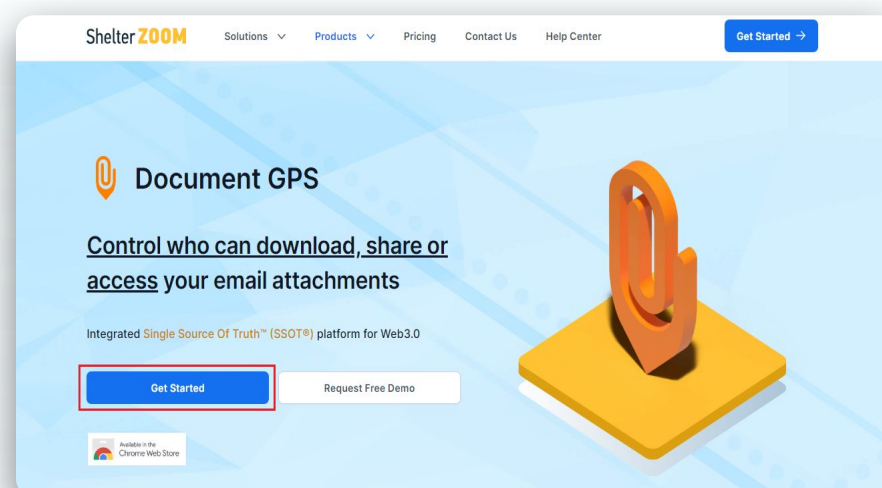 Shelter ZOOM
Solutions Products Pricing Contact Us Help Center Get Started →
Document GPS
Control who can download, share or
access your email attachments
Integrated Single Source Of Truth™ (SSOT®) platform for Web3.0
Get Started Request Free Demo
Available in the
Chrome Web Store